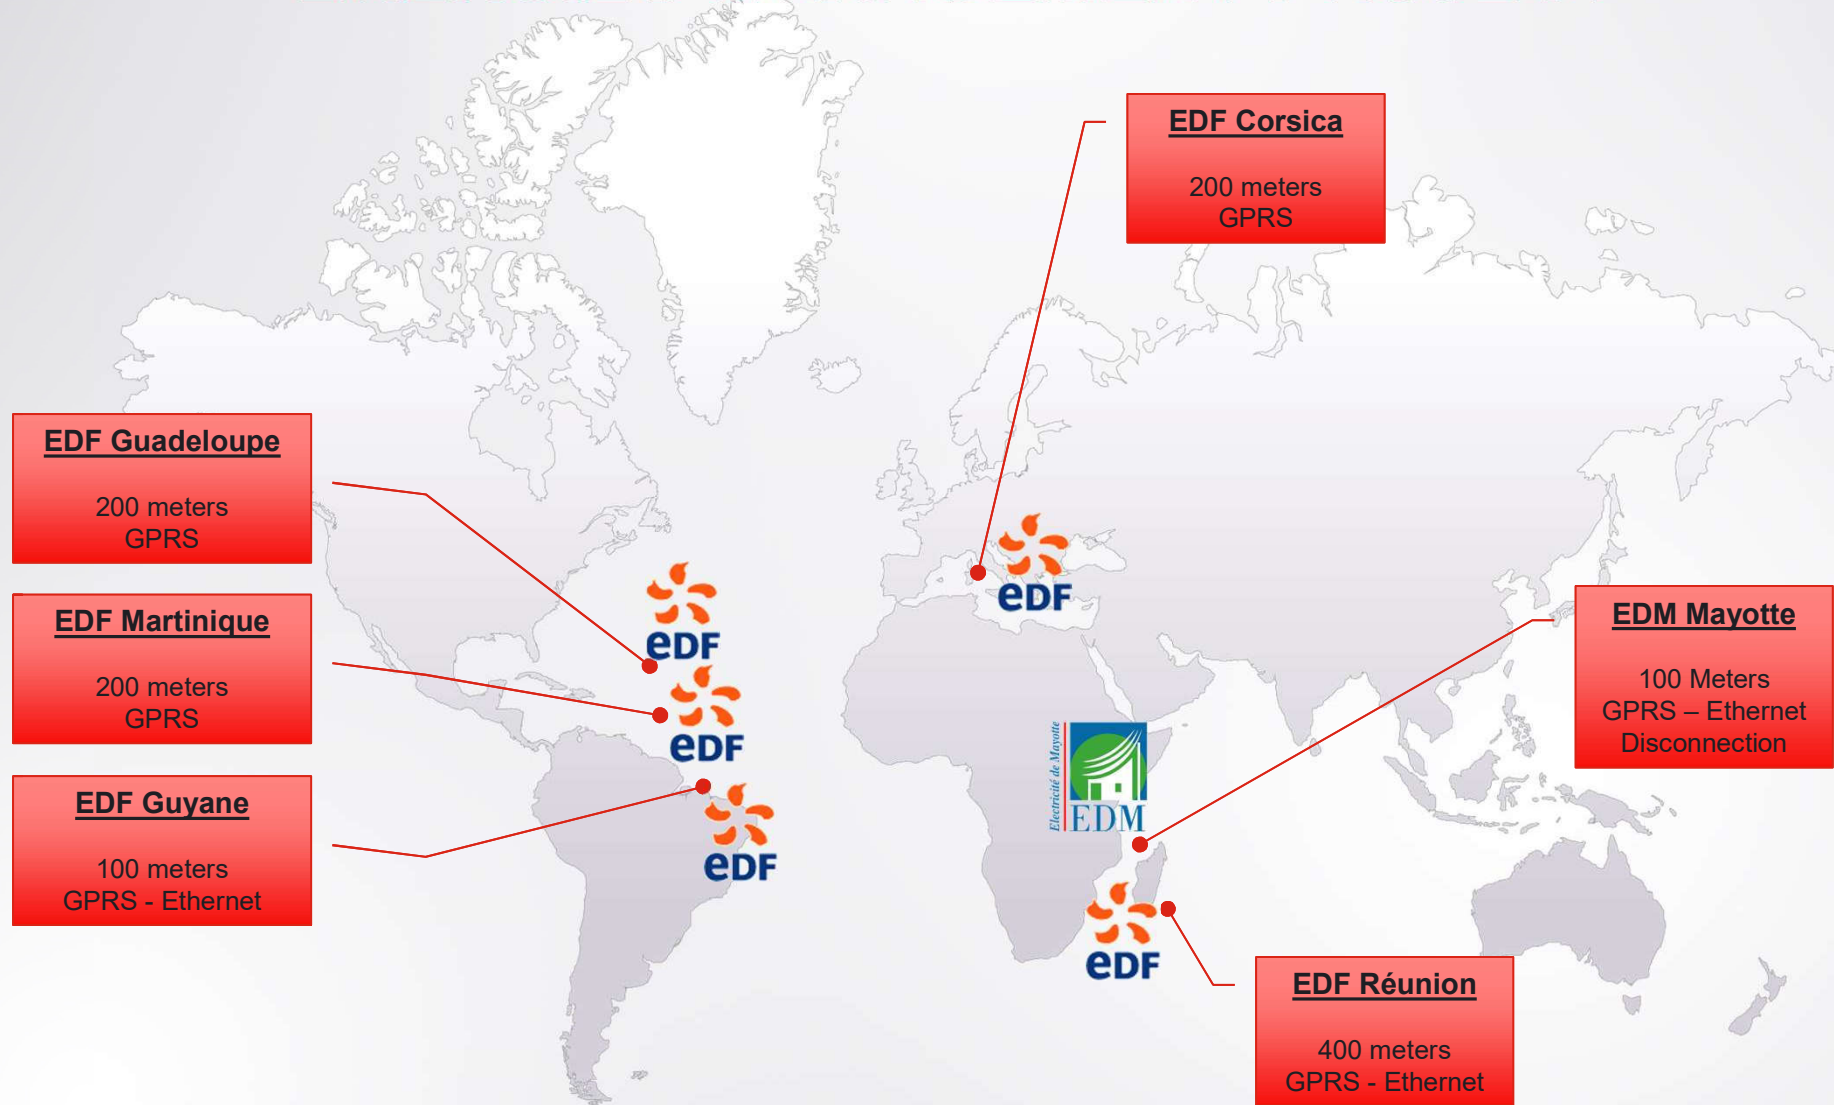 EDF Corsica
200 meters
GPRS
EDF Guadeloupe
200 meters
GPRS
eDF
eDF
EDF Martinique
200 meters
GPRS
eDF
EDM Mayotte
100 Meters
GPRS – Ethernet
Disconnection
Electricité de Mayotte
EDM
EDF Guyane
100 meters
GPRS - Ethernet
eDF
eDF
EDF Réunion
400 meters
GPRS - Ethernet